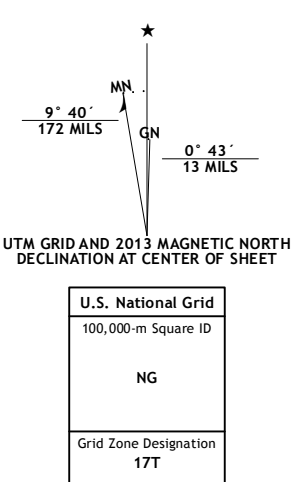 ★
MN
9° 40´
172 MILS
GN
0° 43´
13 MILS
UTM GRID AND 2013 MAGNETIC NORTH
DECLINATION AT CENTER OF SHEET
U.S. National Grid
100,000-m Square ID
NG
Grid Zone Designation
17T